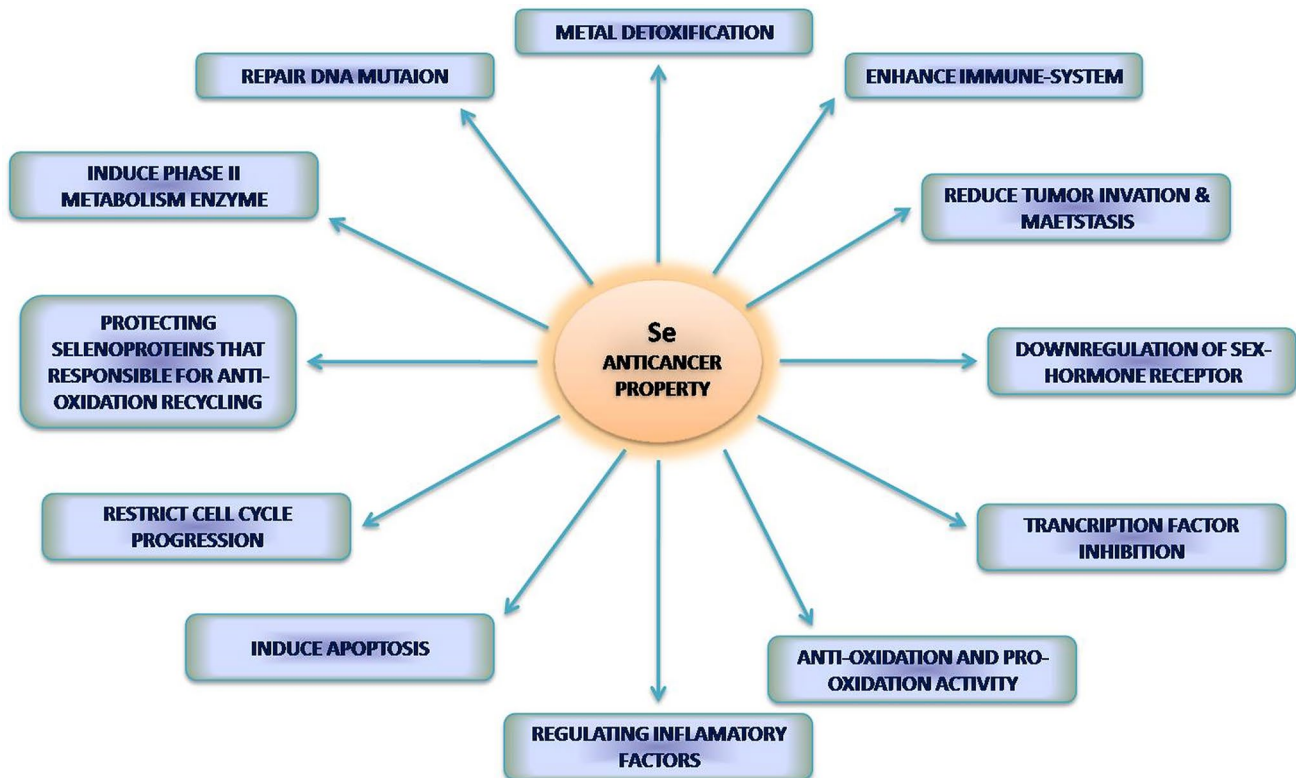 METAL DETOXIFICATION
REPAIR DNA MUTAION
ENHANCE IMMUNE-SYSTEM
INDUCE PHASE II
METABOLISM ENZYME
REDUCE TUMOR INVATION &
MAETSTASIS
PROTECTING
SELENOPROTEINS THAT
RESPONSIBLE FOR ANTI-
OXIDATION RECYCLING
Se
ANTICANCER
PROPERTY
DOWNREGULATION OF SEX-
HORMONE RECEPTOR
RESTRICT CELL CYCLE
PROGRESSION
TRANCRIPTION FACTOR
INHIBITION
INDUCE APOPTOSIS
ANTI-OXIDATION AND PRO-
OXIDATION ACTIVITY
REGULATING INFLAMATORY
FACTORS